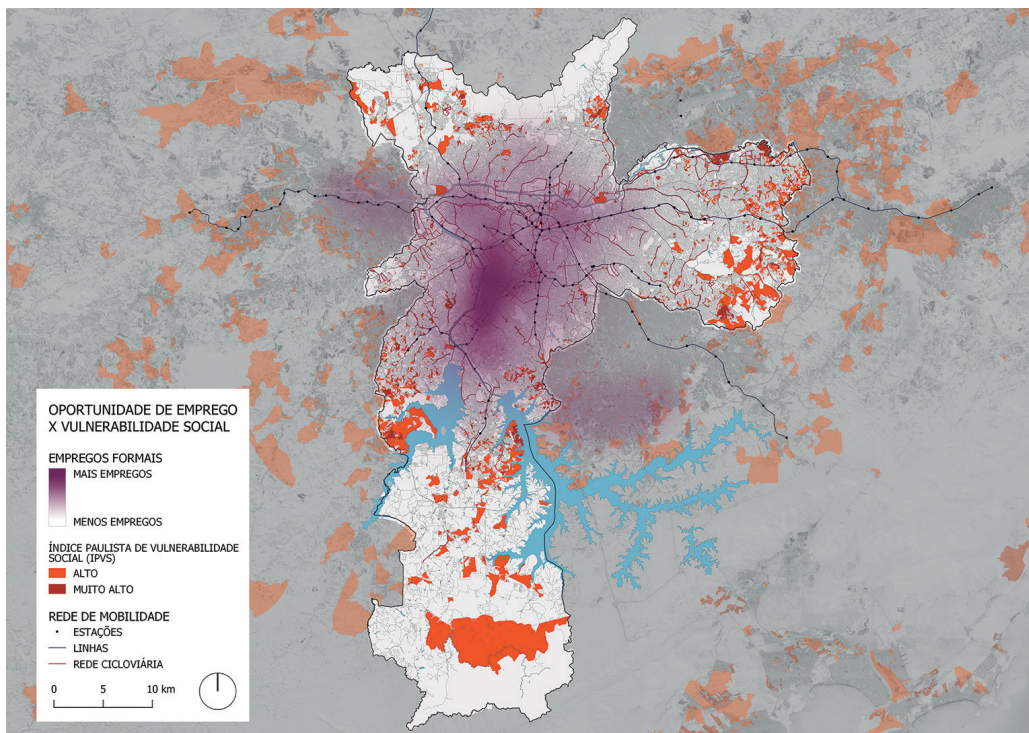 OPORTUNIDADE DE EMPREGO
X VULNERABILIDADE SOCIAL
EMPREGOS FORMAIS
MAIS EMPREGOS
MENOS EMPREGOS
ÍNDICE PAULISTA DE VULNERABILIDADE
SOCIAL (IPVS)
ALTO
MUITO ALTO
REDE DE MOBILIDADE
ESTAÇÕES
LINHAS
REDE CICLOVIÁRIA
0 5 10 km